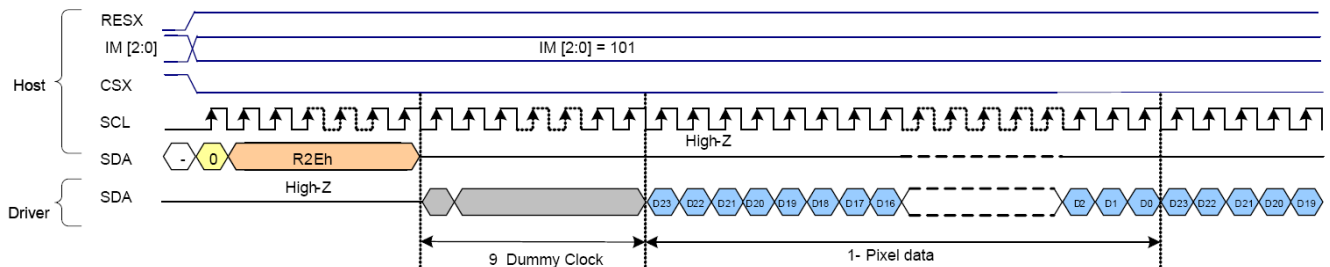 RESX
IM [2:0]
IM [2:0] = 101
Host
CSX
SCL
High-Z
SDA
- 0 R2Eh
High-Z
Driver
SDA
D23 D22 D21 D20 D19 D18 D17 D16 D2 D1 D0 D23 D22 D21 D20 D19
9 Dummy Clock
1- Pixel data